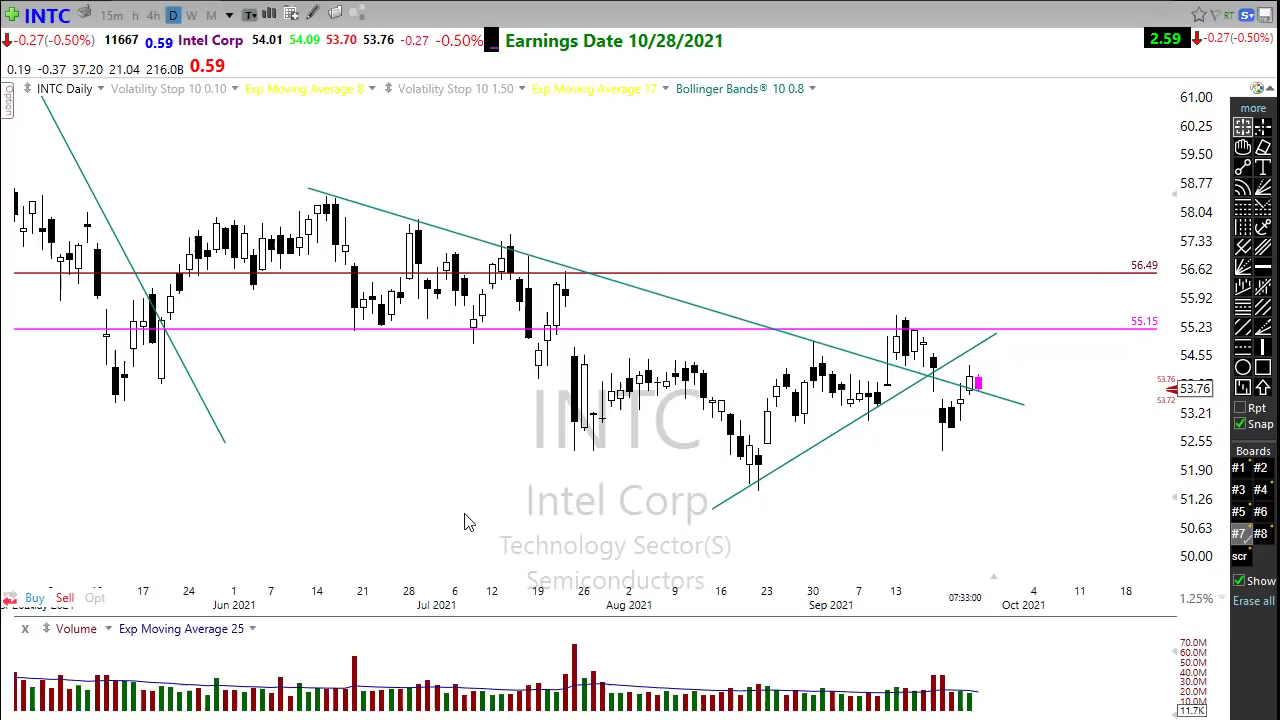 INTC 15m h 4h D W M T RT S
-0.27(-0.50%) 11667 0.59 Intel Corp 54.01 54.09 53.70 53.76 -0.27 -0.50% Earnings Date 10/28/2021 2.59 -0.27(-0.50%)
0.19 -0.37 37.20 21.04 216.0B 0.59
Option
INTC Daily Volatility Stop 10 0.10 Exp Moving Average 8 Volatility Stop 10 1.50 Exp Moving Average 17 Bollinger Bands® 10 0.8
61.00
60.25
59.50
58.77
58.04
57.33
56.62
55.92
55.23
54.55
53.21
52.55
51.90
51.26
50.63
50.00
56.49
55.15
53.76
53.76
53.72
INTC
Intel Corp
Technology Sector(S)
Semiconductors
more
Rpt
Snap
Boards
#1 #2
#3 #4
#5 #6
#7 #8
scr
Show
Erase all
17 24 1 7 14 21 28 6 12 19 26 2 9 16 23 30 7 13 07:33:00 4 11 18
Jun 2021 Jul 2021 Aug 2021 Sep 2021 Oct 2021
Buy Sell Opt
1.25%
x Volume Exp Moving Average 25
70.0M
60.0M
50.0M
40.0M
30.0M
20.0M
10.0M
11.7K